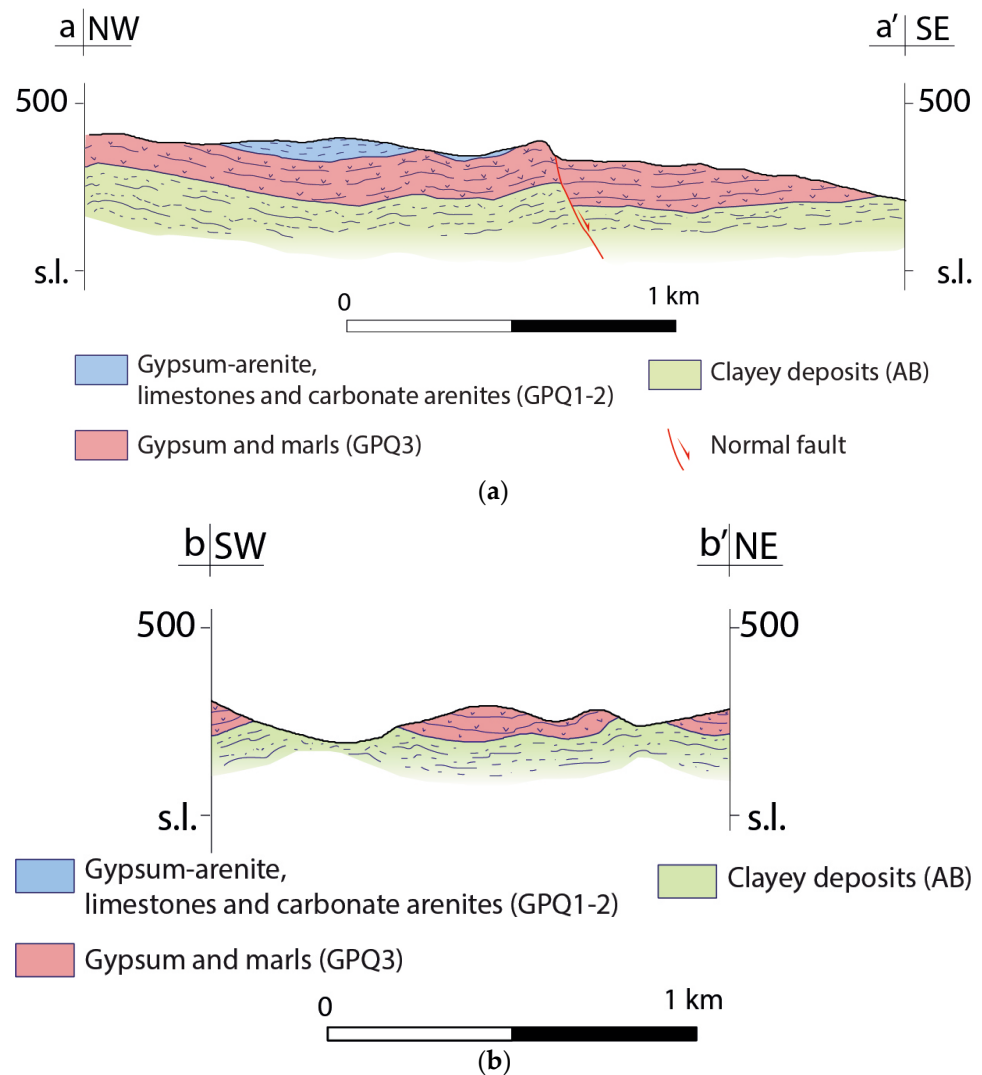 a NW
a’ SE
500
500
s.l.
s.l.
0
1 km
Gypsum-arenite,
limestones and carbonate arenites (GPQ1-2)
Clayey deposits (AB)
Gypsum and marls (GPQ3)
Normal fault
(a)
b SW
b’ NE
500
500
s.l.
s.l.
Gypsum-arenite,
limestones and carbonate arenites (GPQ1-2)
Clayey deposits (AB)
Gypsum and marls (GPQ3)
0
1 km
(b)